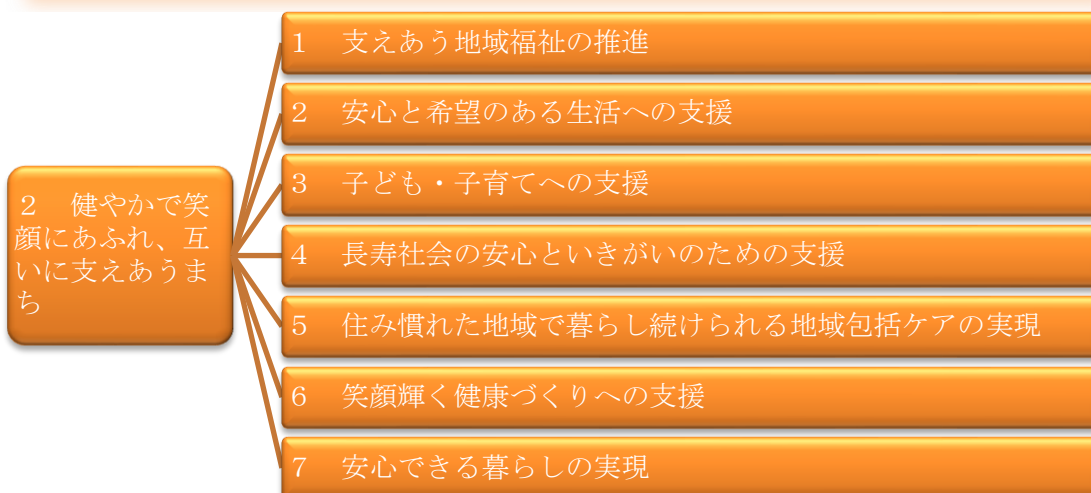 2 健やかで笑
顔にあふれ、互
いに支えあうま
ち
1 支えあう地域福祉の推進
2 安心と希望のある生活への支援
3 子ども・子育てへの支援
4 長寿社会の安心といきがいのための支援
5 住み慣れた地域で暮らし続けられる地域包括ケアの実現
6 笑顔輝く健康づくりへの支援
7 安心できる暮らしの実現